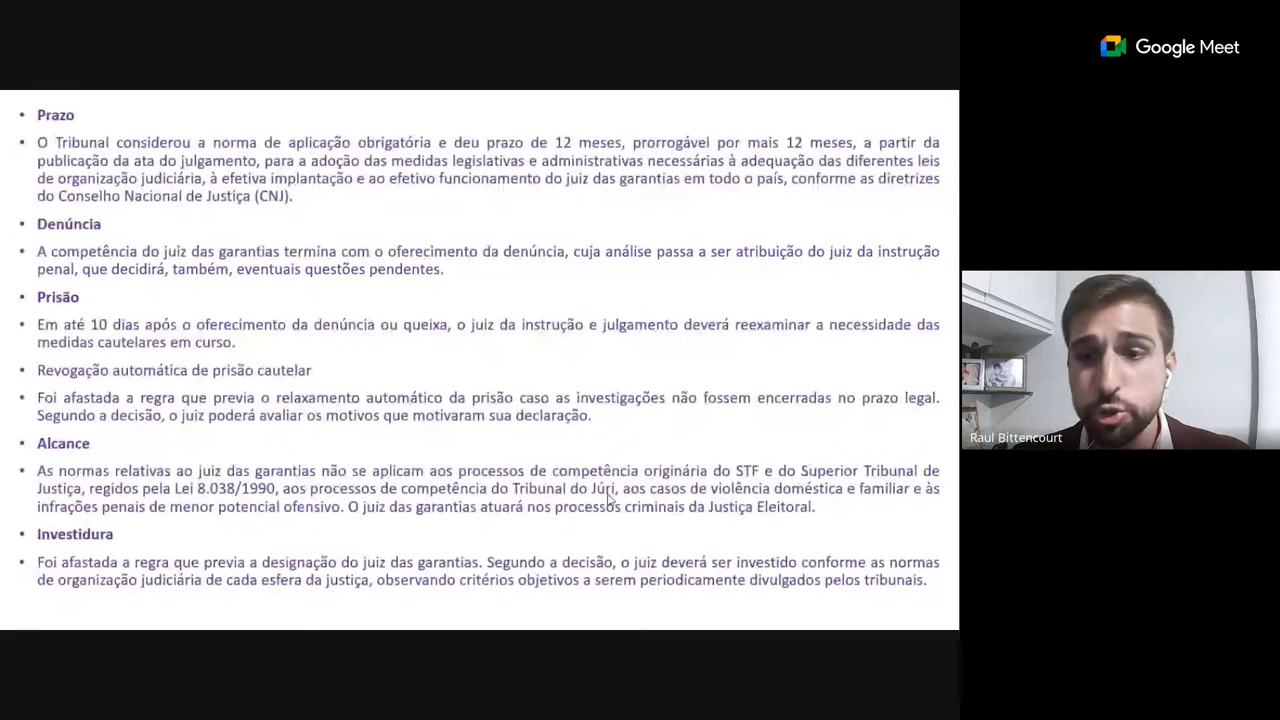 Google Meet
• Prazo
• O Tribunal considerou a norma de aplicação obrigatória e deu prazo de 12 meses, prorrogável por mais 12 meses, a partir da
publicação da ata do julgamento, para a adoção das medidas legislativas e administrativas necessárias à adequação das diferentes leis
de organização judiciária, à efetiva implantação e ao efetivo funcionamento do juiz das garantias em todo o país, conforme as diretrizes
do Conselho Nacional de Justiça (CNJ).
• Denúncia
• A competência do juiz das garantias termina com o oferecimento da denúncia, cuja análise passa a ser atribuição do juiz da instrução
penal, que decidirá, também, eventuais questões pendentes.
• Prisão
• Em até 10 dias após o oferecimento da denúncia ou queixa, o juiz da instrução e julgamento deverá reexaminar a necessidade das
medidas cautelares em curso.
• Revogação automática de prisão cautelar
• Foi afastada a regra que previa o relaxamento automático da prisão caso as investigações não fossem encerradas no prazo legal.
Segundo a decisão, o juiz poderá avaliar os motivos que motivaram sua declaração.
• Alcance
• As normas relativas ao juiz das garantias não se aplicam aos processos de competência originária do STF e do Superior Tribunal de
Justiça, regidos pela Lei 8.038/1990, aos processos de competência do Tribunal do Júri, aos casos de violência doméstica e familiar e às
infrações penais de menor potencial ofensivo. O juiz das garantias atuará nos processos criminais da Justiça Eleitoral.
• Investidura
• Foi afastada a regra que previa a designação do juiz das garantias. Segundo a decisão, o juiz deverá ser investido conforme as normas
de organização judiciária de cada esfera da justiça, observando critérios objetivos a serem periodicamente divulgados pelos tribunais.
Raul Bittencourt